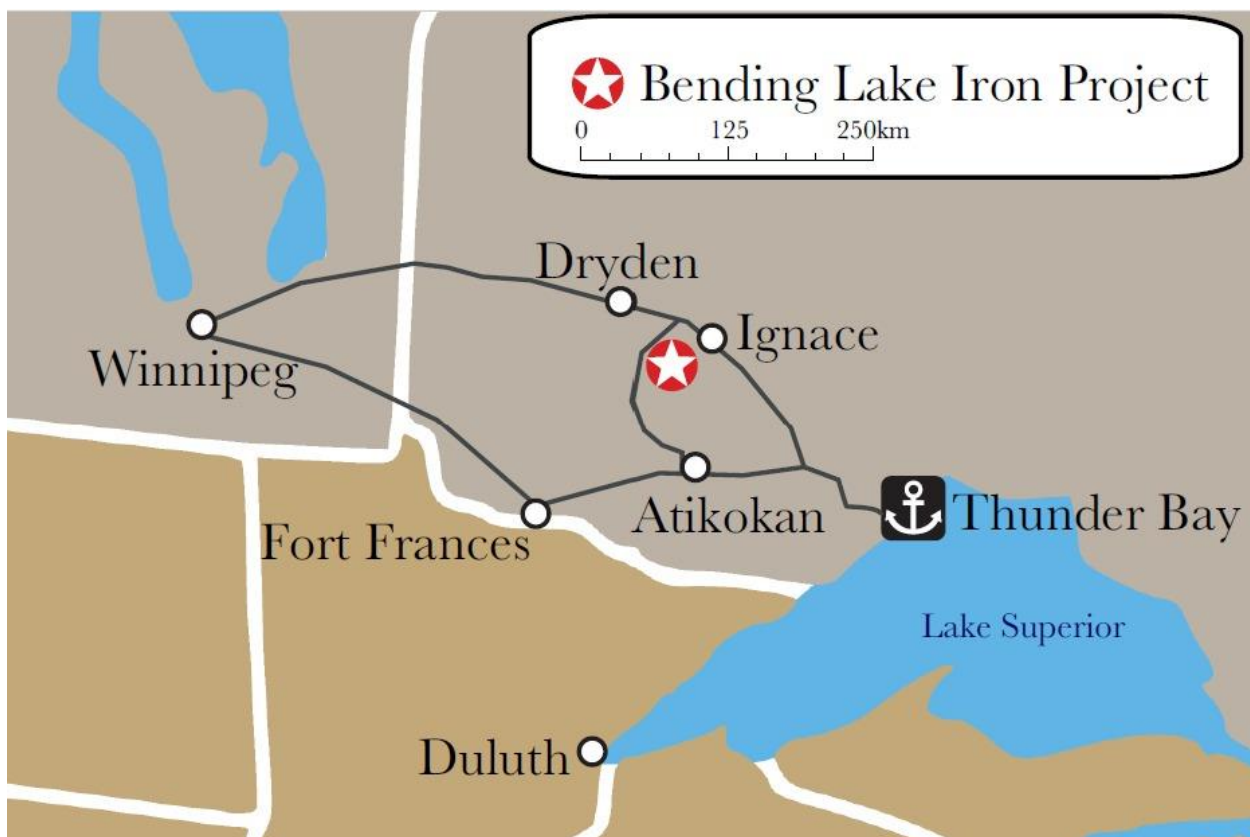 Bending Lake Iron Project
0 125 250km
Dryden
Ignace
Winnipeg
Atikokan
Thunder Bay
Fort Frances
Lake Superior
Duluth